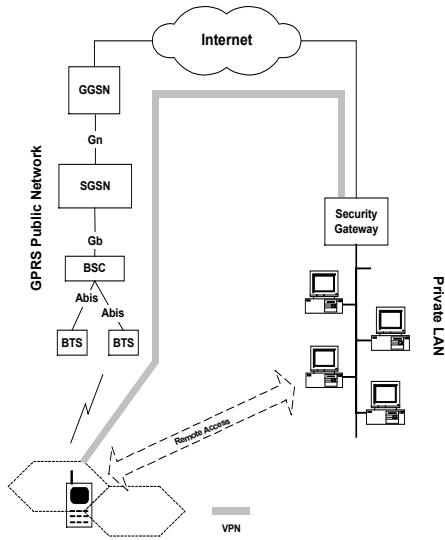 Internet
GGSN
Gn
SGSN
Gb
BSC
Abis
Abis
BTS
BTS
GPRS Public Network
Security
Gateway
Private LAN
Remote Access
VPN